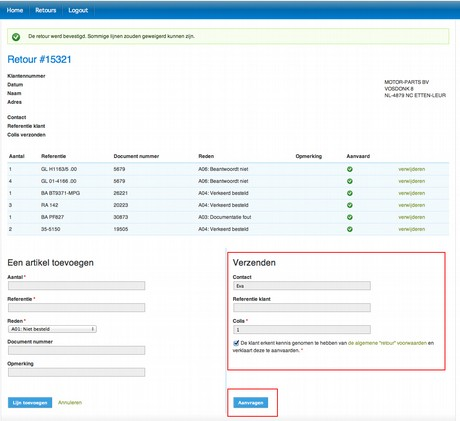 Home Retours Logout
De retour werd bevestigd. Sommige lijnen zouden geweigerd kunnen zijn.
Retour #15321
Klantennummer
Datum
Naam
Adres
MOTOR-PARTS BV
VOSDONK 8
NL-4879 NC ETTEN-LEUR
Contact
Referentie klant
Colls verzonden
Aantal Referentie Document nummer Reden Opmerking Aanvaard
1 GL H1163/5 .00 5679 A06: Beantwoordt niet verwijderen
4 GL 01-4166 .00 5679 A06: Beantwoordt niet verwijderen
1 BA BT9371-MPG 26221 A04: Verkeerd besteld verwijderen
3 RA 142 20223 A04: Verkeerd besteld verwijderen
1 BA PF827 30873 A03: Documentatie fout verwijderen
2 35-5150 19505 A04: Verkeerd besteld verwijderen
Een artikel toevoegen
Aantal *
Referentie *
Reden *
A01: Niet besteld
Document nummer
Opmerking
Lijn toevoegen Annuleren
Verzenden
Contact
Eva
Referentie klant
Colls *
1
De klant erkent kennis genomen te hebben van de algemene "retour" voorwaarden en
verklaart deze te aanvaarden. *
Aanvragen